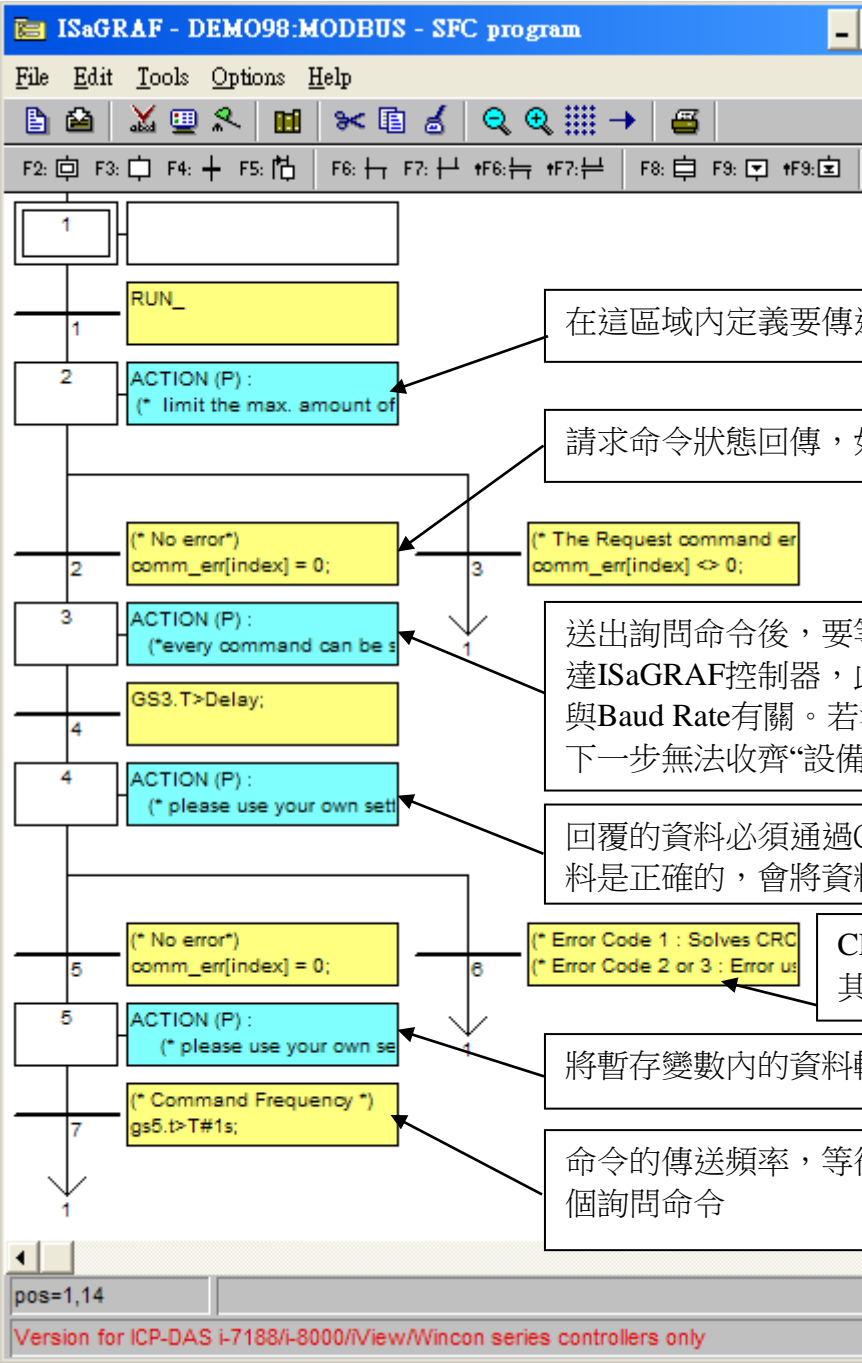 ISaGRAF - DEMO98:MODBUS - SFC program
File Edit Tools Options Help
F2: F3: F4: F5: F6: F7: ↑F6: ↑F7: F8: F9: ↑F9:
1
RUN_
1
在這區域內定義要傳
2
ACTION (P) :
(* limit the max. amount of
請求命令狀態回傳，
(* No error*)
comm_err[index] = 0;
2
(* The Request command er
comm_err[index] <> 0;
3
3
ACTION (P) :
(*every command can be s
1
送出詢問命令後，要
達ISaGRAF控制器，
與Baud Rate有關。若
下一步無法收齊“設備
GS3.T>Delay;
4
4
ACTION (P) :
(* please use your own sett
回覆的資料必須通過C
料是正確的，會將資料
(* No error*)
comm_err[index] = 0;
5
(* Error Code 1 : Solves CRC
(* Error Code 2 or 3 : Error us
6
其
5
ACTION (P) :
(* please use your own se
1
將暫存變數內的資料
(* Command Frequency *)
gs5.t>T#1s;
7
命令的傳送頻率，等
個詢問命令
1
pos=1,14
Version for ICP-DAS i-7188/i-8000/iView/Wincon series controllers only